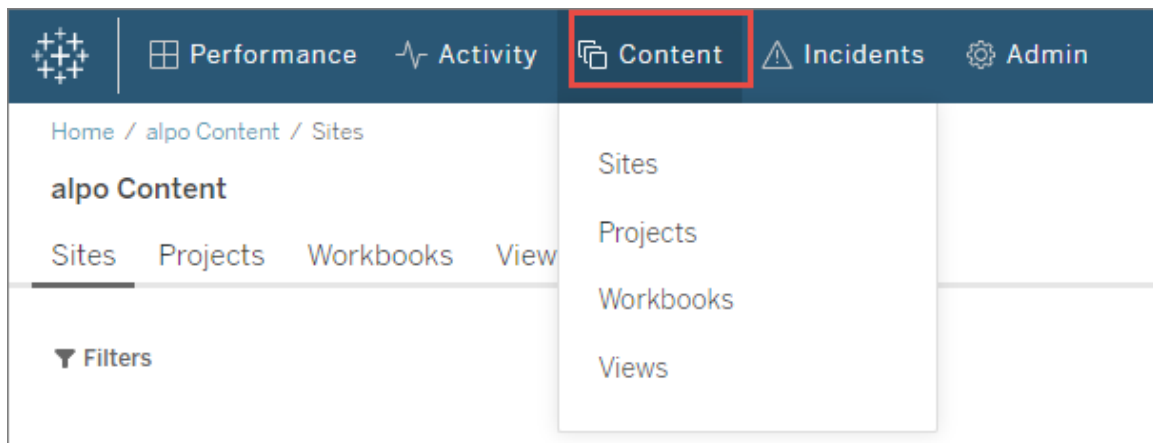 Performance Activity Content Incidents Admin
Home / alpo Content / Sites
alpo Content
Sites Projects Workbooks View
Filters
Sites
Projects
Workbooks
Views